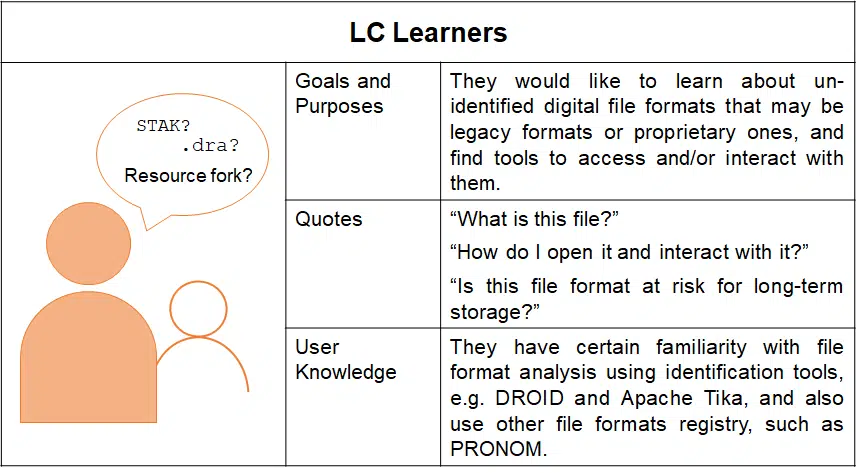 LC Learners
STAK?
.dra?
Resource fork?
Goals and
Purposes
They would like to learn about un-
identified digital file formats that may be
legacy formats or proprietary ones, and
find tools to access and/or interact with
them.
Quotes
“What is this file?”
“How do I open it and interact with it?”
“Is this file format at risk for long-term
storage?”
User
Knowledge
They have certain familiarity with file
format analysis using identification tools,
e.g. DROID and Apache Tika, and also
use other file formats registry, such as
PRONOM.